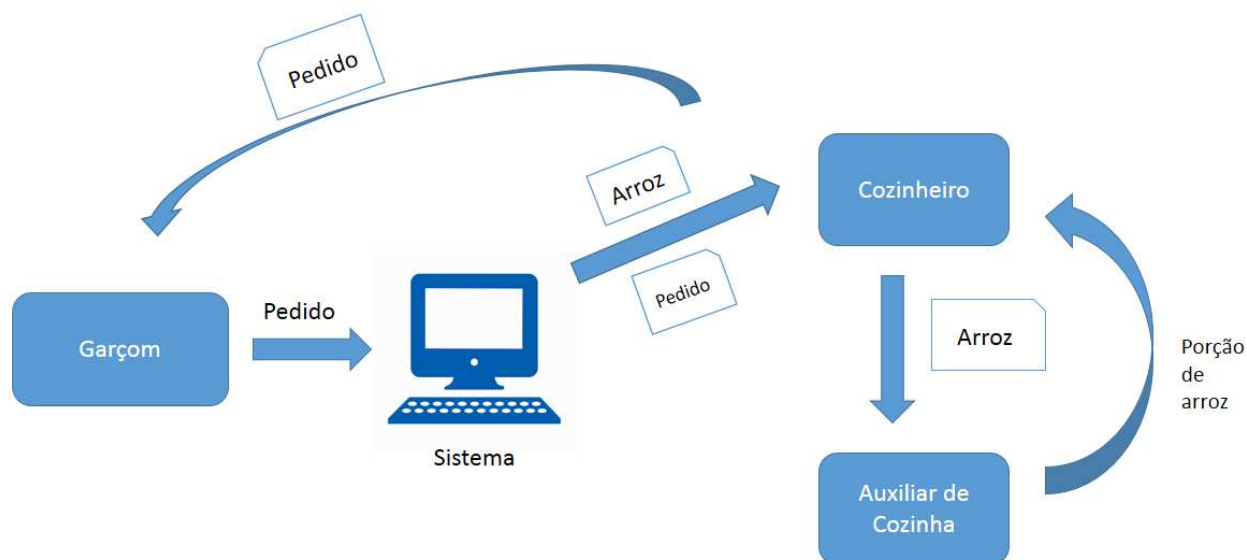 Pedido
Arroz
Cozinheiro
Pedido
Pedido
Garçom
Arroz
Porção
de
arroz
Sistema
Auxiliar de
Cozinha